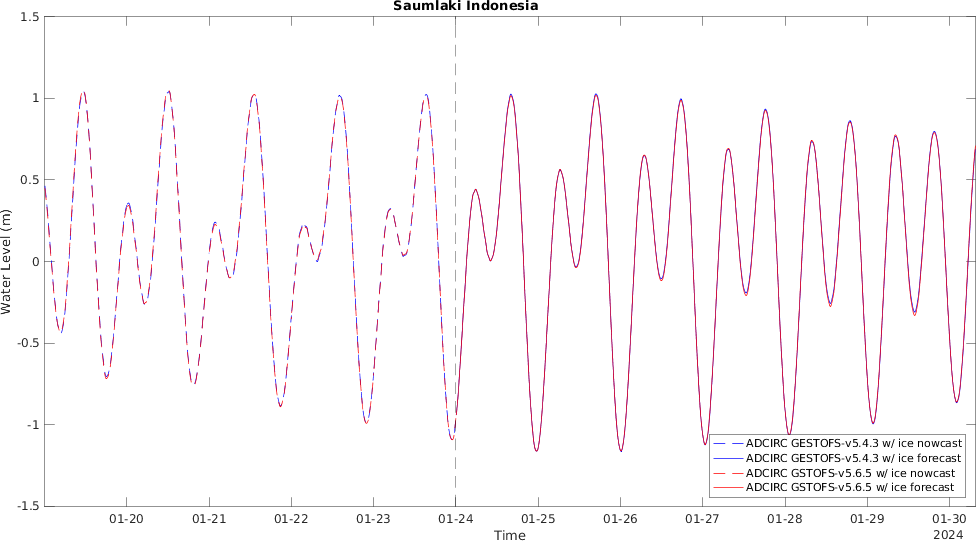 Saumlaki Indonesia
Water Level (m)
1.5
1
0.5
0
-0.5
-1
-1.5
ADCIRC GESTOFS-v5.4.3 w/ ice nowcast
ADCIRC GESTOFS-v5.4.3 w/ ice forecast
ADCIRC GSTOFS-v5.6.5 w/ ice nowcast
ADCIRC GSTOFS-v5.6.5 w/ ice forecast
01-20 01-21 01-22 01-23 01-24 01-25 01-26 01-27 01-28 01-29 01-30
Time 2024